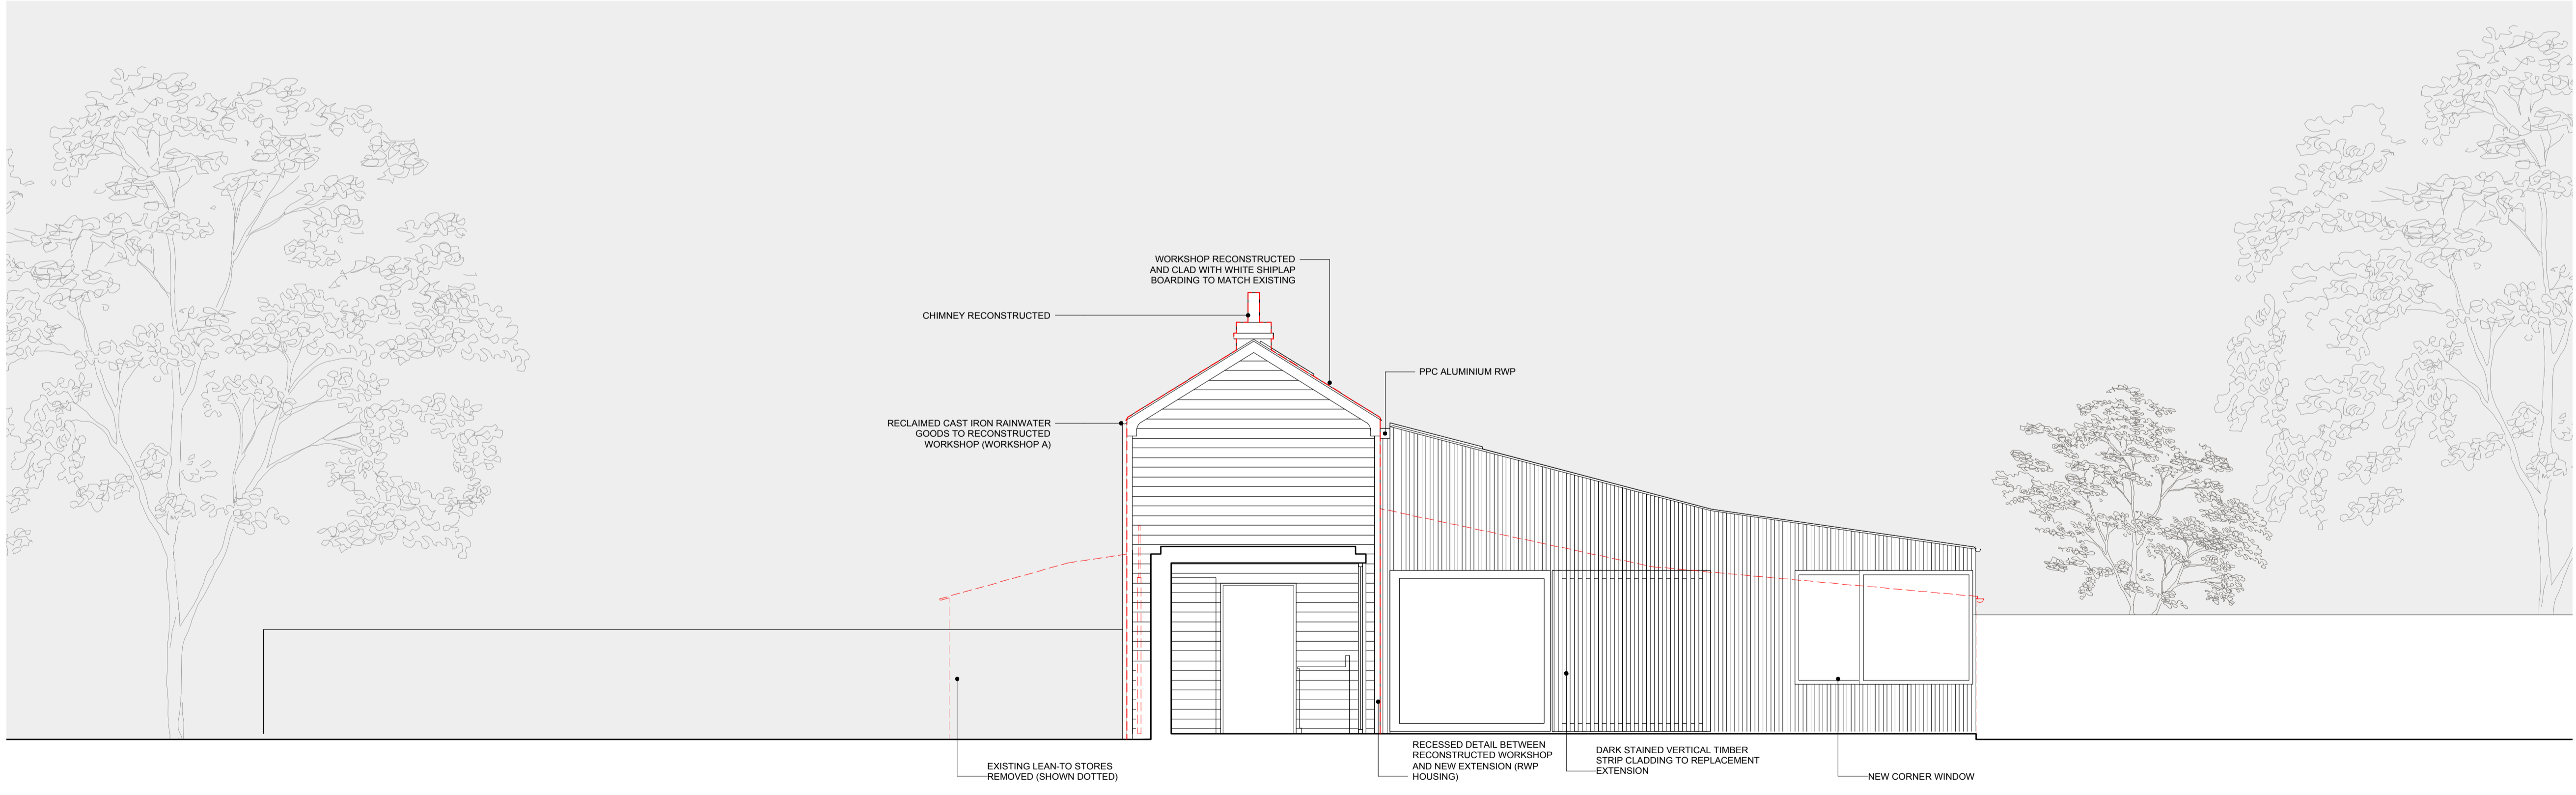 WORKSHOP RECONSTRUCTED
AND CLAD WITH WHITE SHIPLAP
BOARDING TO MATCH EXISTING
CHIMNEY RECONSTRUCTED
PPC ALUMINIUM RWP
RECLAIMED CAST IRON RAINWATER
GOODS TO RECONSTRUCTED
WORKSHOP (WORKSHOP A)
EXISTING LEAN-TO STORES
REMOVED (SHOWN DOTTED)
RECESSED DETAIL BETWEEN
RECONSTRUCTED WORKSHOP
AND NEW EXTENSION (RWP
HOUSING)
DARK STAINED VERTICAL TIMBER
STRIP CLADDING TO REPLACEMENT
EXTENSION
NEW CORNER WINDOW